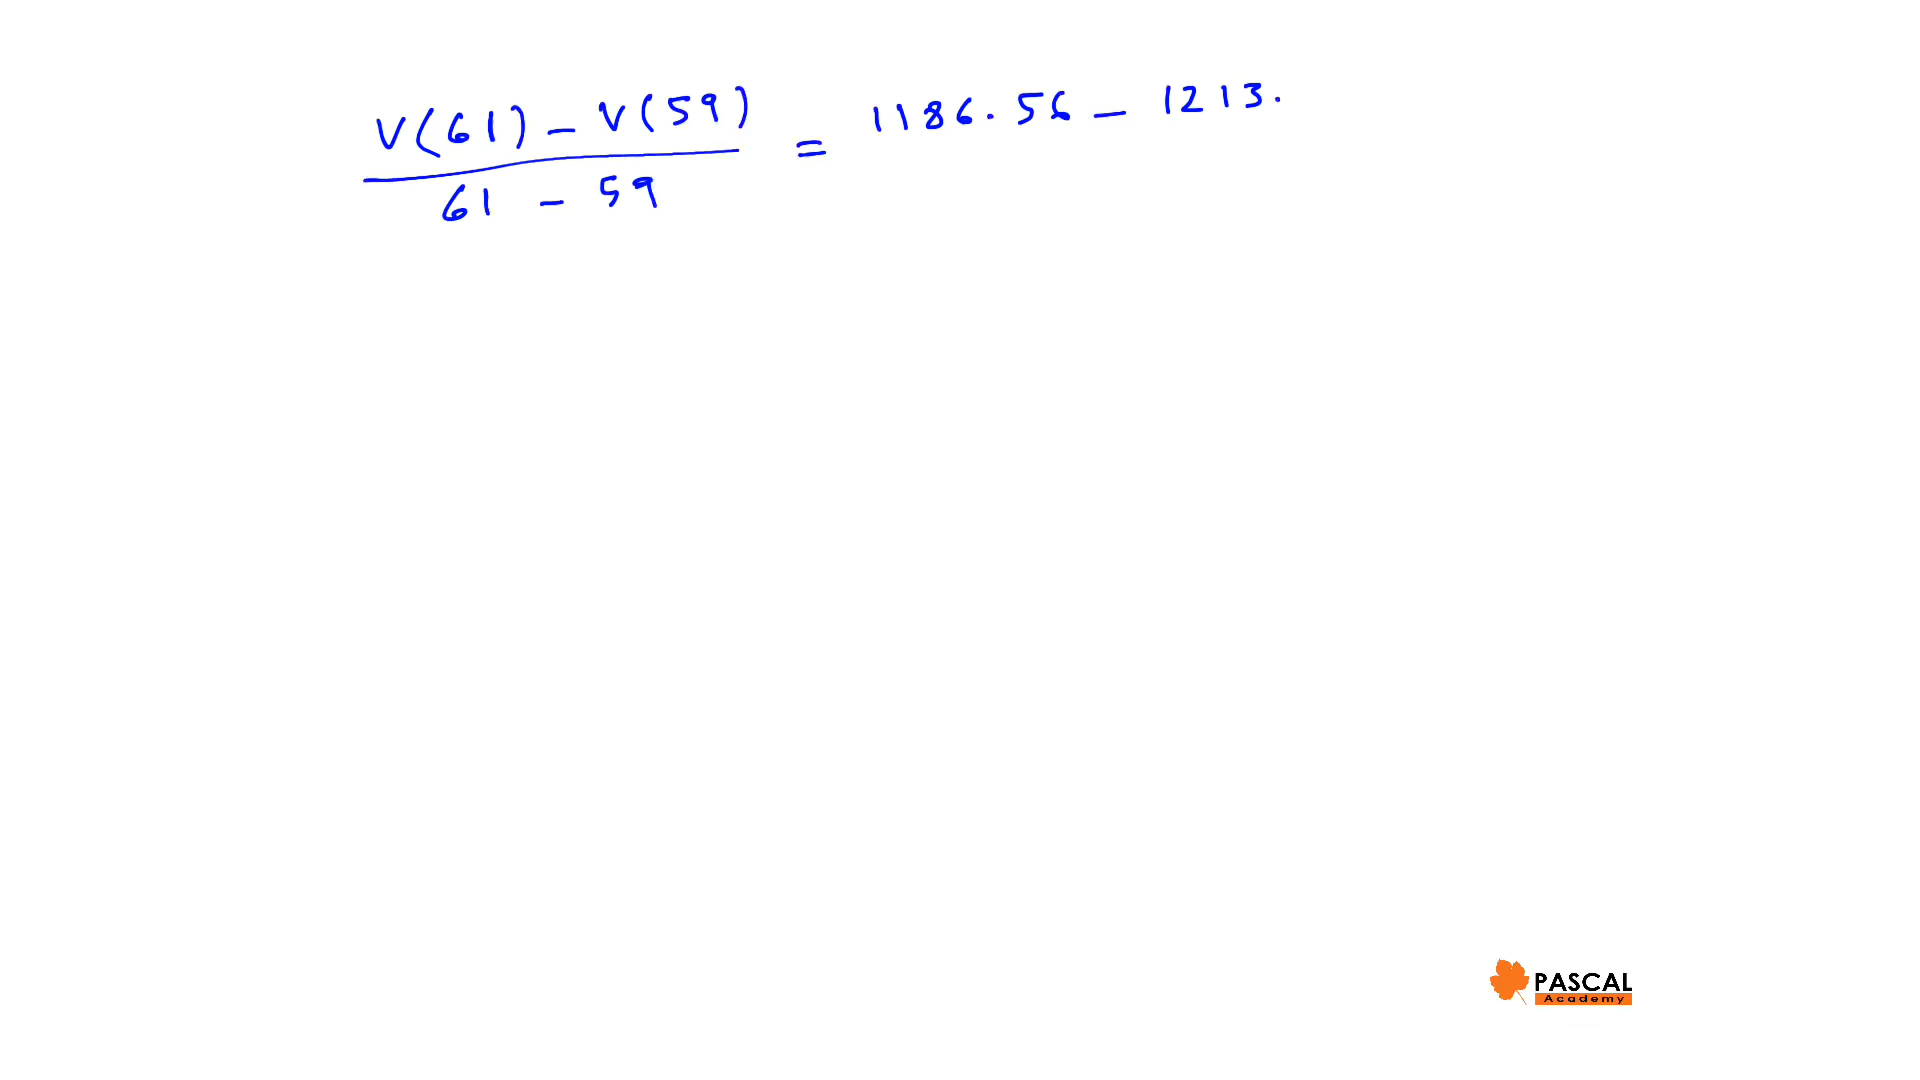 V(61) - V(59) = 1186.56 - 1213.
61 - 59
PASCAL
Academy